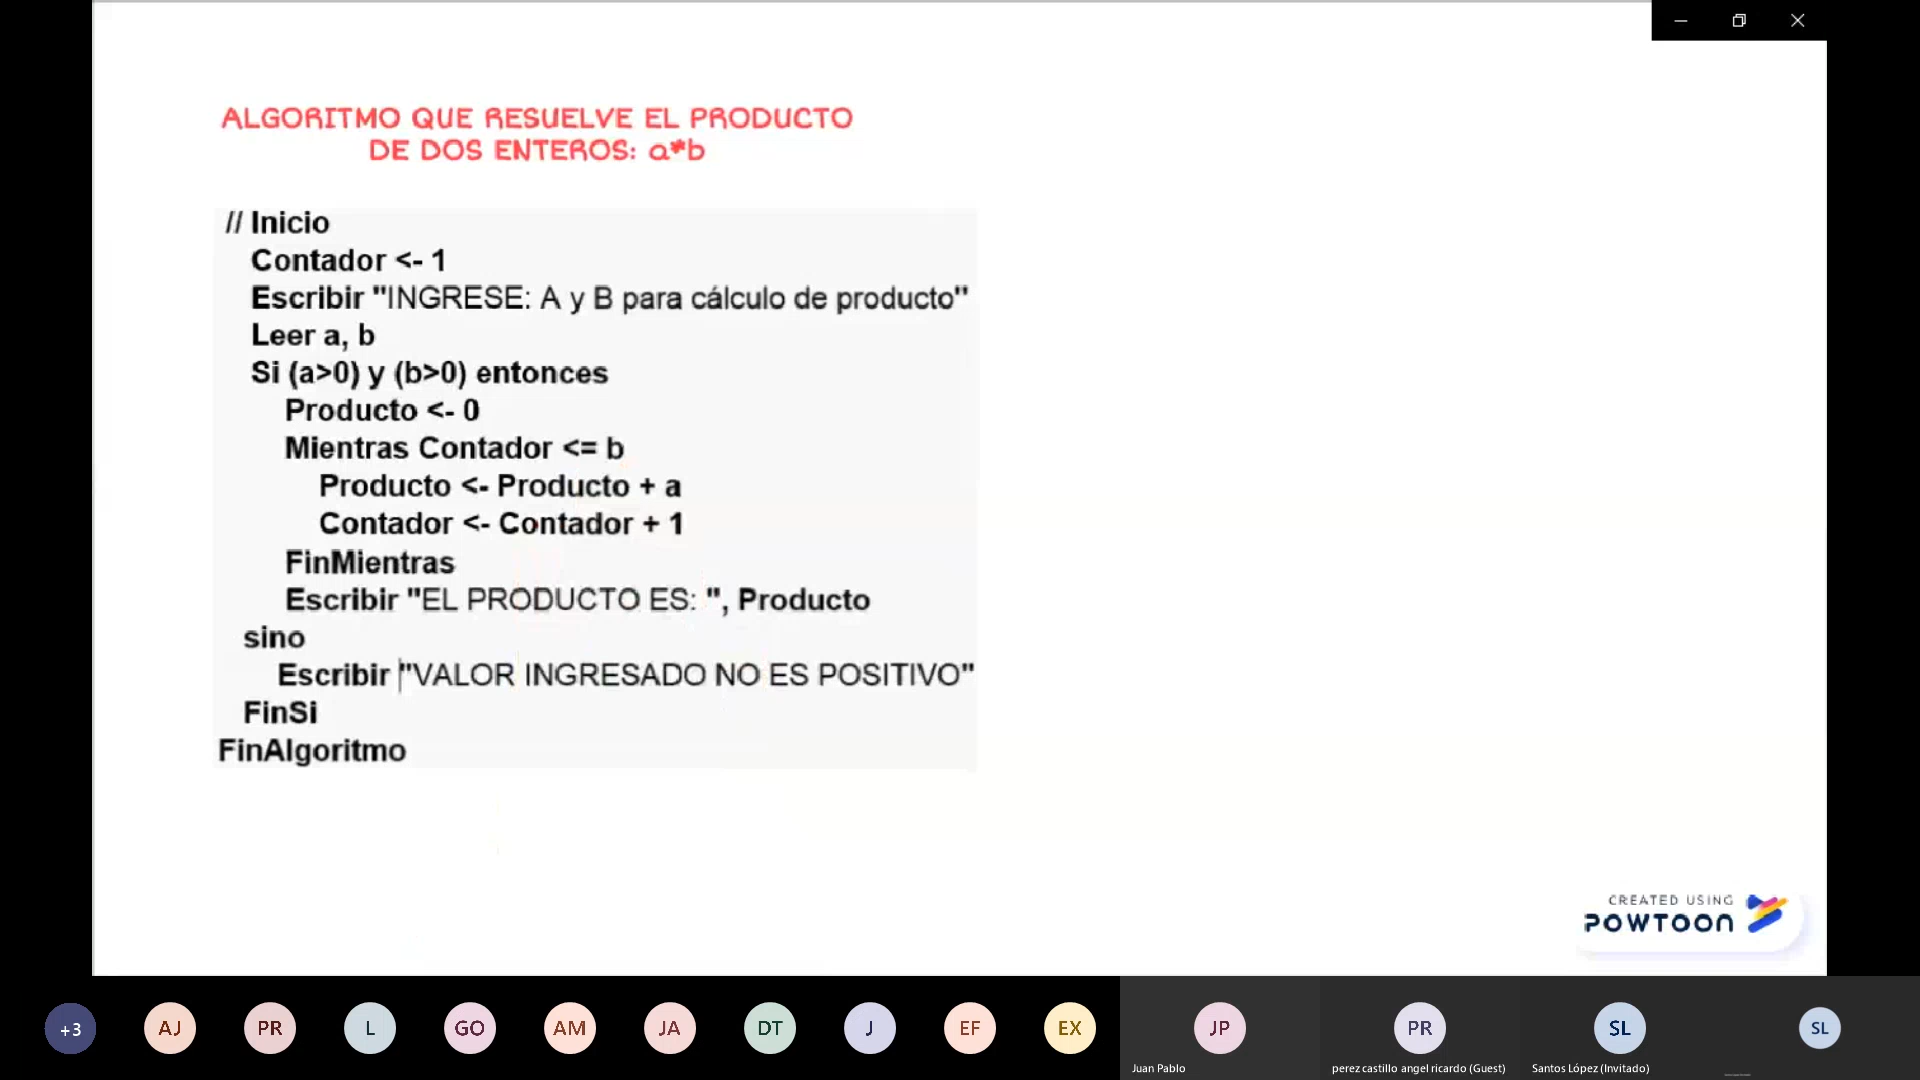 ALGORITMO QUE RESUELVE EL PRODUCTO
DE DOS ENTEROS: a*b
// Inicio
Contador <- 1
Escribir "INGRESE: A y B para cálculo de producto"
Leer a, b
Si (a>0) y (b>0) entonces
Producto <- 0
Mientras Contador <= b
Producto <- Producto + a
Contador <- Contador + 1
FinMientras
Escribir "EL PRODUCTO ES: ", Producto
sino
Escribir "VALOR INGRESADO NO ES POSITIVO"
FinSi
FinAlgoritmo
CREATED USING
POWTOON
+3 AJ PR L GO AM JA DT J EF EX JP PR SL SL
Juan Pablo perez castillo angel ricardo (Guest) Santos López (Invitado)